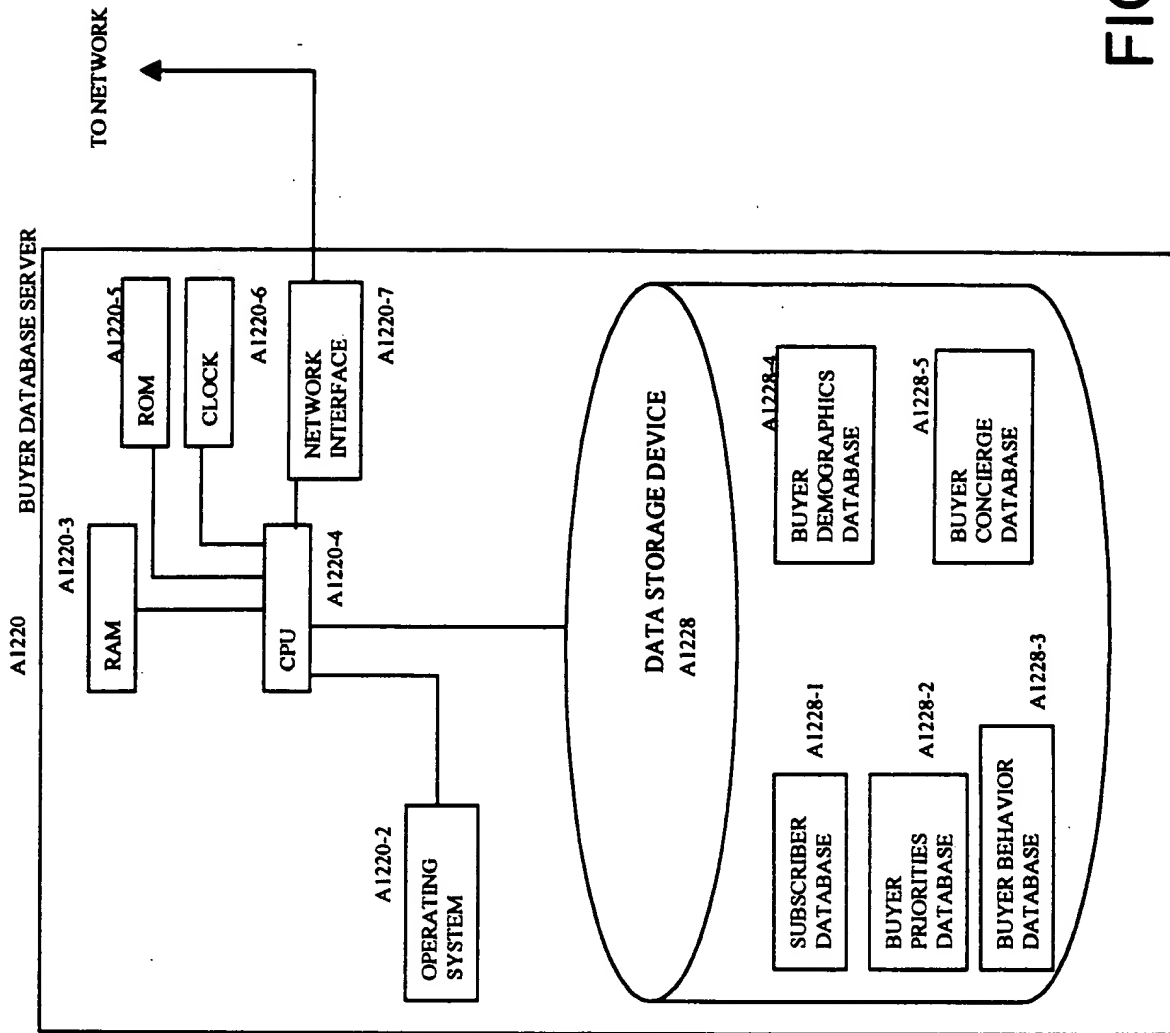 A1220
BUYER DATABASE SERVER
TO NETWORK
A1220-3
RAM
A1220-5
ROM
CLOCK
A1220-6
CPU
A1220-4
NETWORK
INTERFACE
A1220-7
A1220-2
OPERATING
SYSTEM
DATA STORAGE DEVICE
A1228
SUBSCRIBER
DATABASE
A1228-1
BUYER
PRIORITIES
DATABASE
A1228-2
BUYER BEHAVIOR
DATABASE
A1228-3
A1228-4
BUYER
DEMOGRAPHICS
DATABASE
A1228-5
BUYER
CONCIERGE
DATABASE